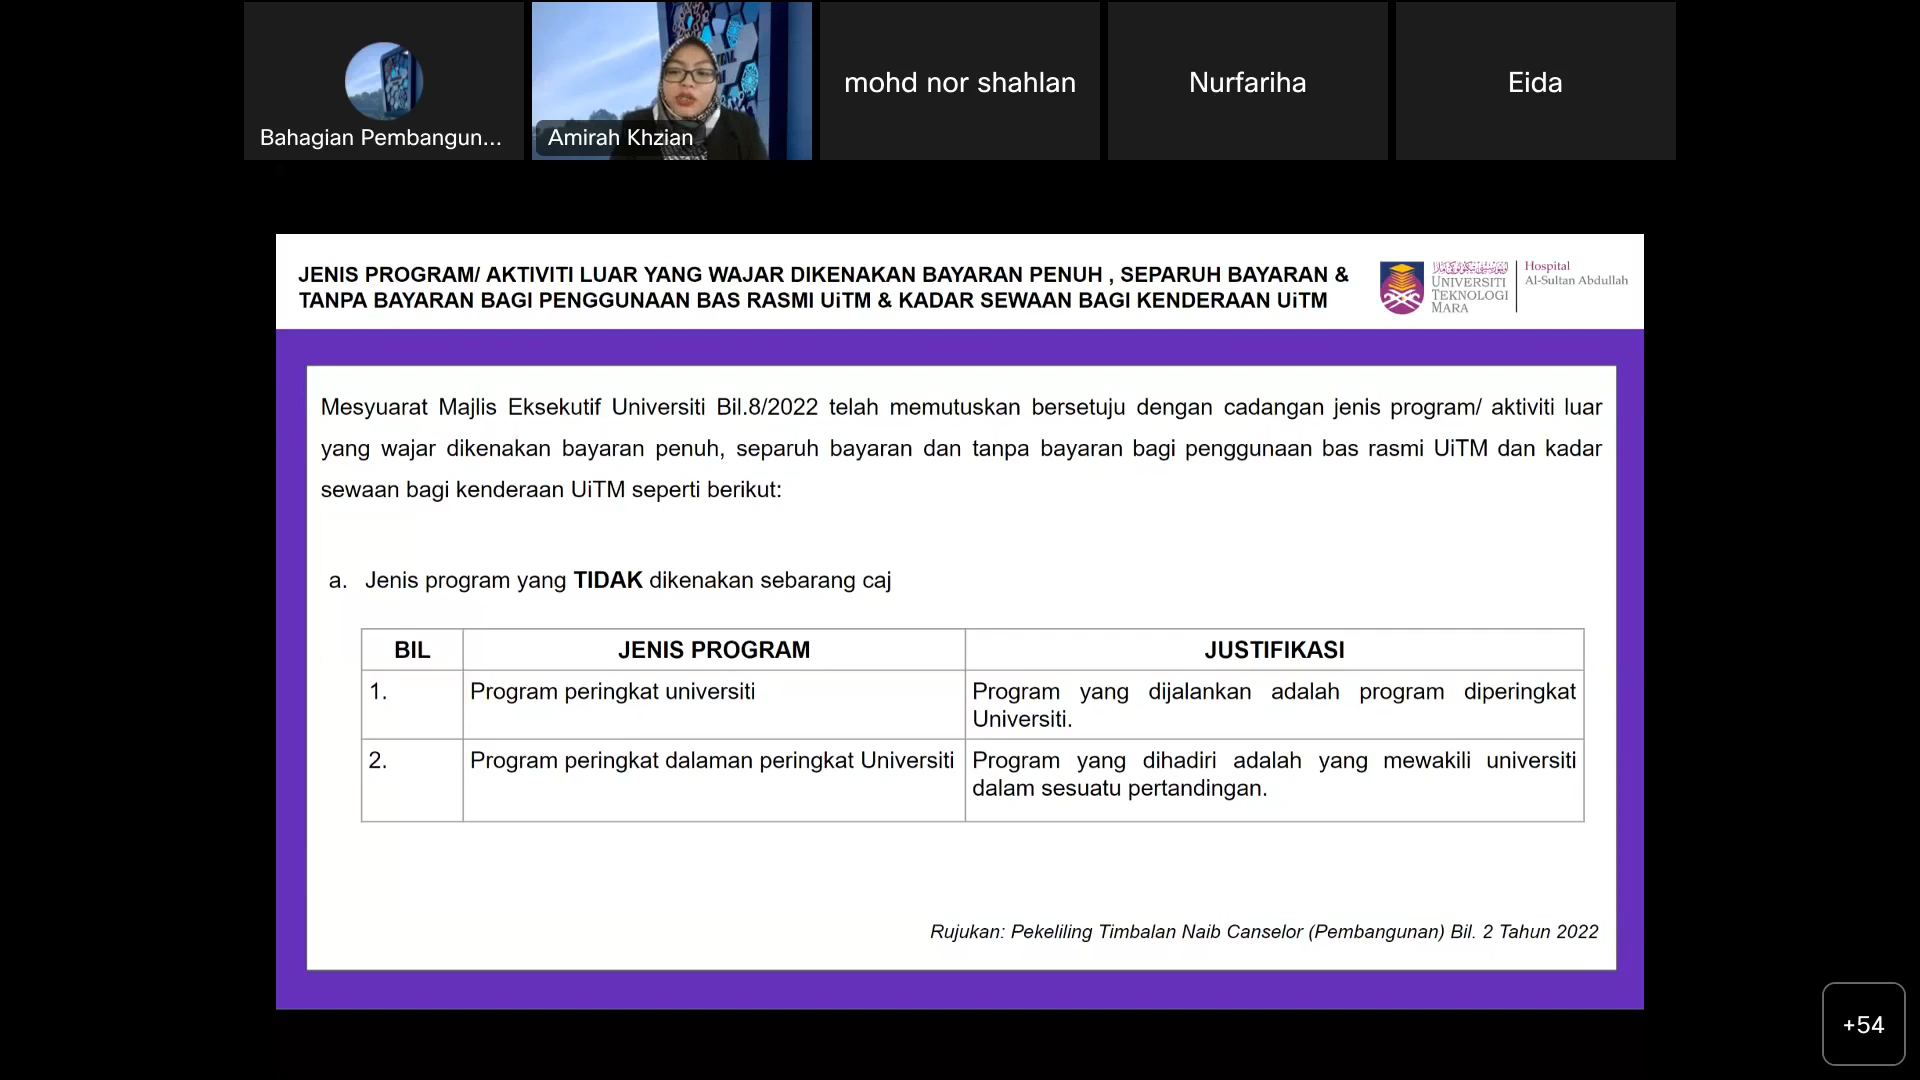 Bahagian Pembangun...
Amirah Khzian
mohd nor shahlan
Nurfariha
Eida
JENIS PROGRAM/ AKTIVITI LUAR YANG WAJAR DIKENAKAN BAYARAN PENUH , SEPARUH BAYARAN &
TANPA BAYARAN BAGI PENGGUNAAN BAS RASMI UiTM & KADAR SEWAAN BAGI KENDERAAN UiTM
UNIVERSITI
TEKNOLOGI
MARA
Hospital
Al-Sultan Abdullah
Mesyuarat Majlis Eksekutif Universiti Bil.8/2022 telah memutuskan bersetuju dengan cadangan jenis program/ aktiviti luar
yang wajar dikenakan bayaran penuh, separuh bayaran dan tanpa bayaran bagi penggunaan bas rasmi UiTM dan kadar
sewaan bagi kenderaan UiTM seperti berikut:
a. Jenis program yang TIDAK dikenakan sebarang caj
BIL JENIS PROGRAM JUSTIFIKASI
1. Program peringkat universiti Program yang dijalankan adalah program diperingkat
Universiti.
2. Program peringkat dalaman peringkat Universiti Program yang dihadiri adalah yang mewakili universiti
dalam sesuatu pertandingan.
Rujukan: Pekeliling Timbalan Naib Canselor (Pembangunan) Bil. 2 Tahun 2022
+54